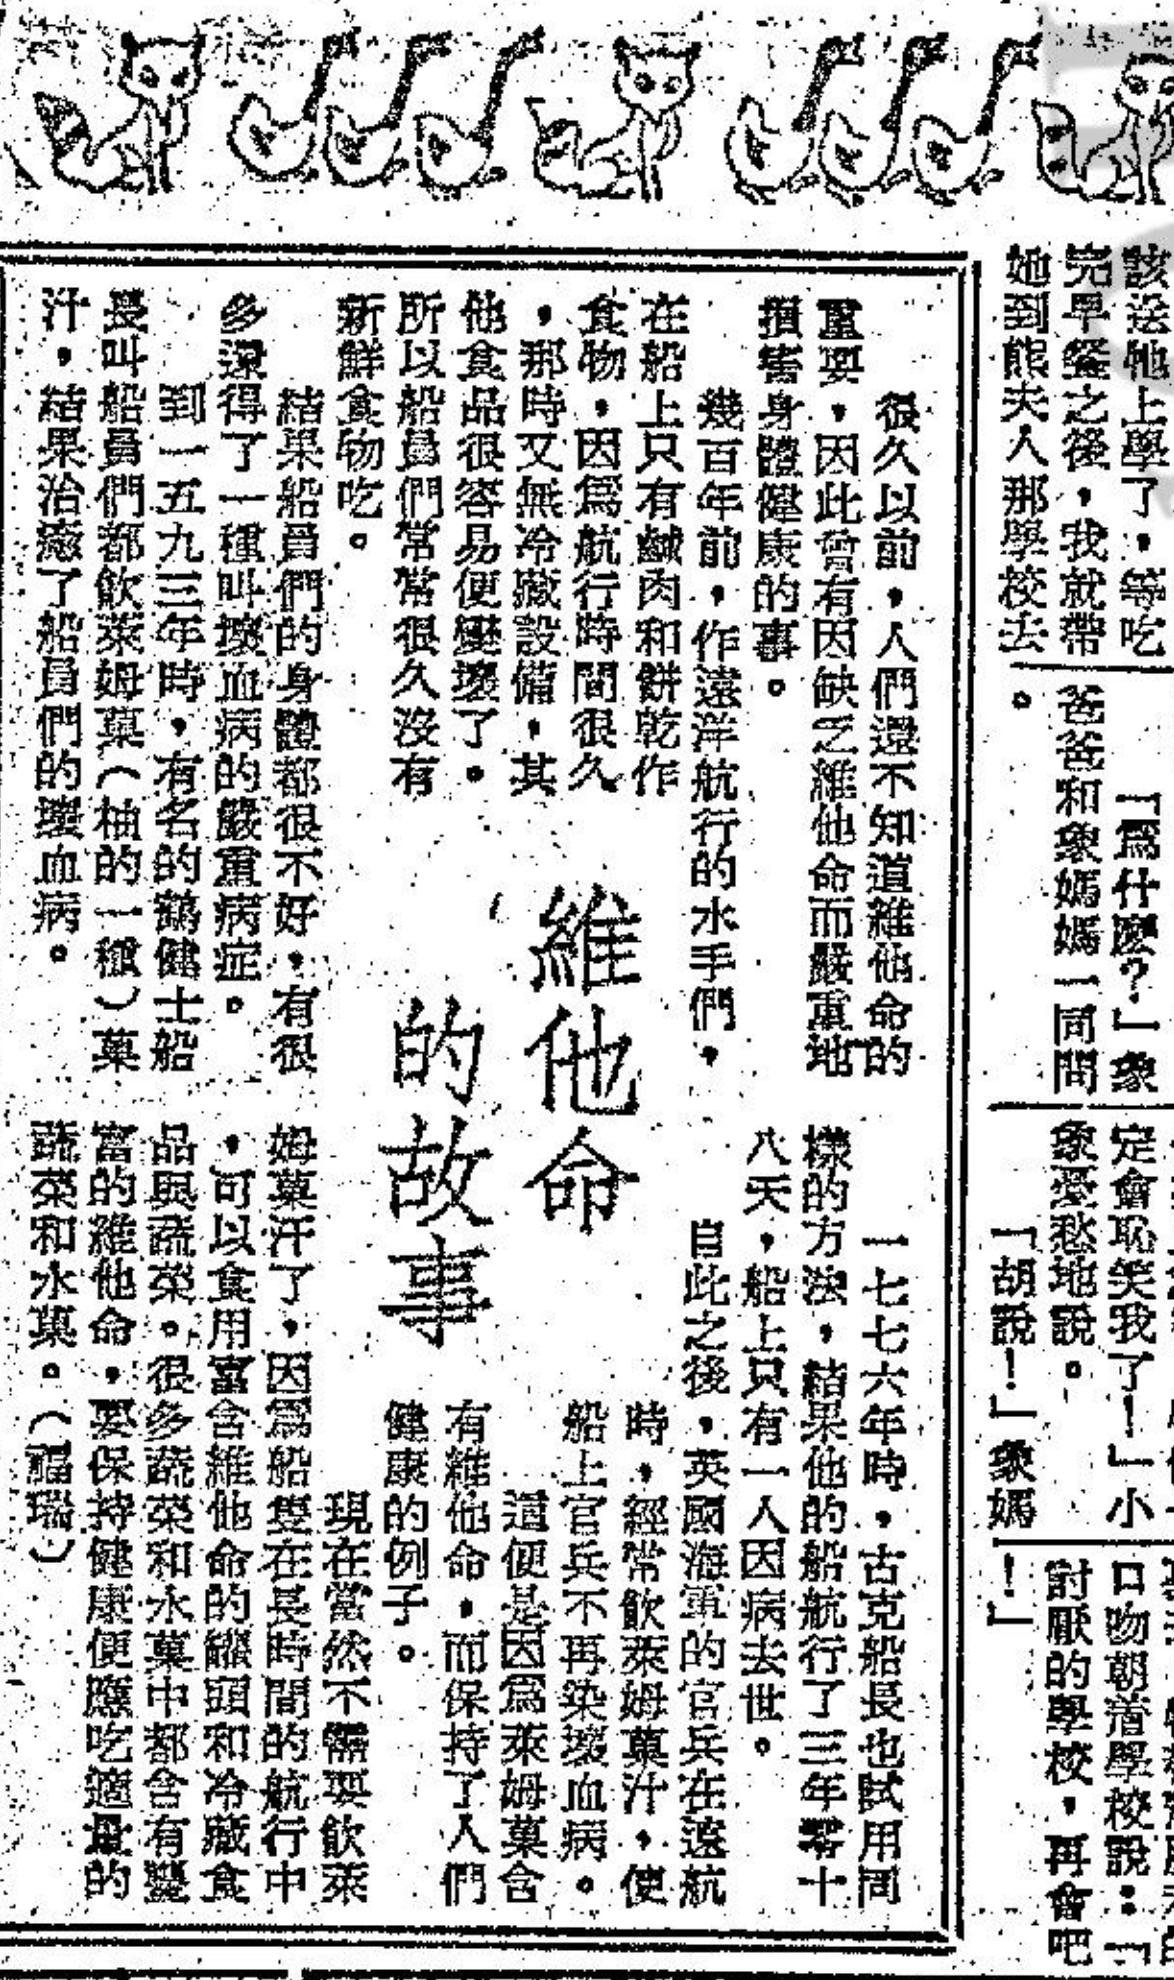 維他命
的故事
很久以前，人們還不知道維他命的
重要，因此曾有因缺乏維他命而嚴重地
損害身體健康的事。
幾百年前，作遠洋航行的水手們，
在船上只有鹹肉和餅乾作
食物，因爲航行時間很久
，那時又無冷藏設備，其
他食品很容易便變壞了。
所以船員們常常很久沒有
新鮮食物吃。
結果船員們的身體都很不好，有很
多還得了一種叫壞血病的嚴重病症。
到一五九三年時，有名的鶴健士船
長叫船員們都飲萊姆菓（柚的一種）菓
汁，結果治癒了船員們的壞血病。
一七七六年時，古克船長也試用同
樣的方法，結果他的船航行了三年零十
八天，船上只有一人因病去世。
自此之後，英國海軍的官兵在遠航
時，經常飲萊姆菓汁，使
船上官兵不再染壞血病。
這便是因爲萊姆菓含
有維他命，而保持了人們
健康的例子。
現在當然不需要飲萊
姆菓汗了，因爲船隻在長時間的航行中
，可以食用富含維他命的罐頭和冷藏食
品與蔬菜。很多蔬菜和水菓中都含有豐
富的維他命，要保持健康便應吃適量的
蔬菜和水菓。（福瑞）
該送牠上學了，等吃
完早餐之後，我就帶
她到熊夫人那學校去
。
「爲什麼？」象
爸爸和象媽媽一同問
定會恥笑我了！」小
象憂愁地說。
「胡說！」象媽
口吻朝着學校說：「
討厭的學校，再會吧
！」